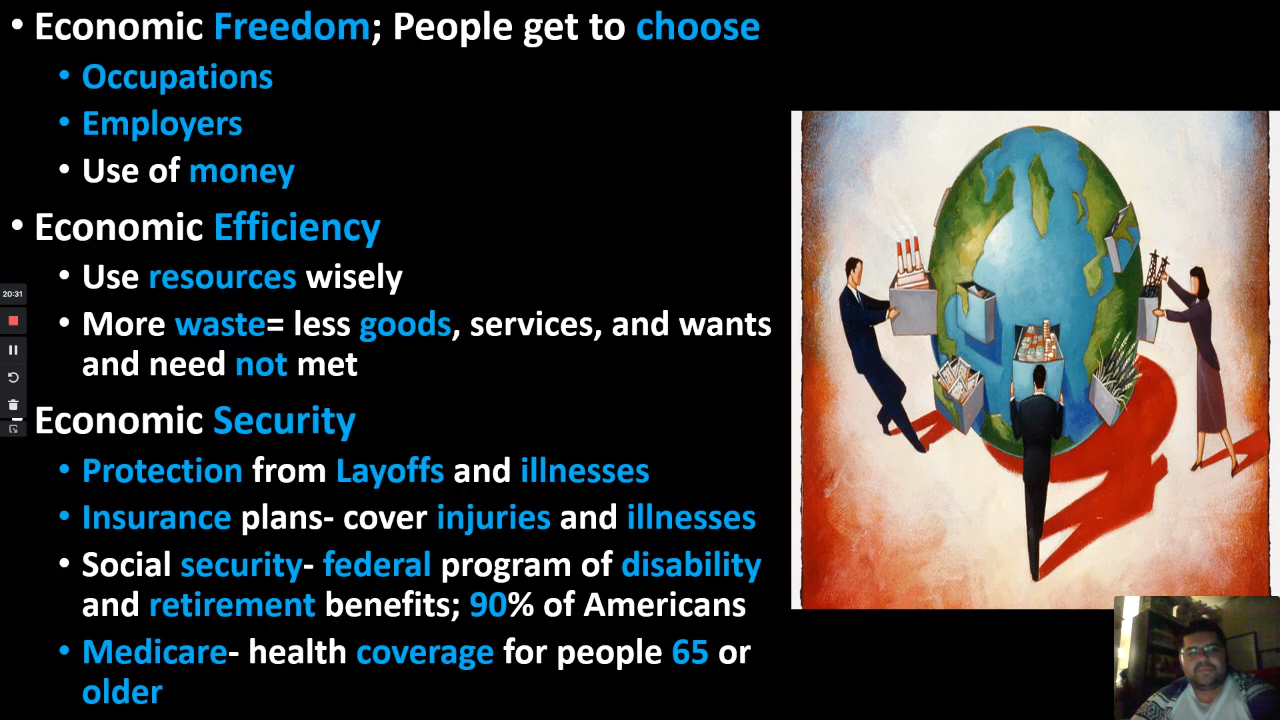 • Economic Freedom; People get to choose
• Occupations
• Employers
• Use of money
• Economic Efficiency
• Use resources wisely
• More waste= less goods, services, and wants
and need not met
Economic Security
• Protection from Layoffs and illnesses
• Insurance plans- cover injuries and illnesses
• Social security- federal program of disability
and retirement benefits; 90% of Americans
• Medicare- health coverage for people 65 or
older
20:31